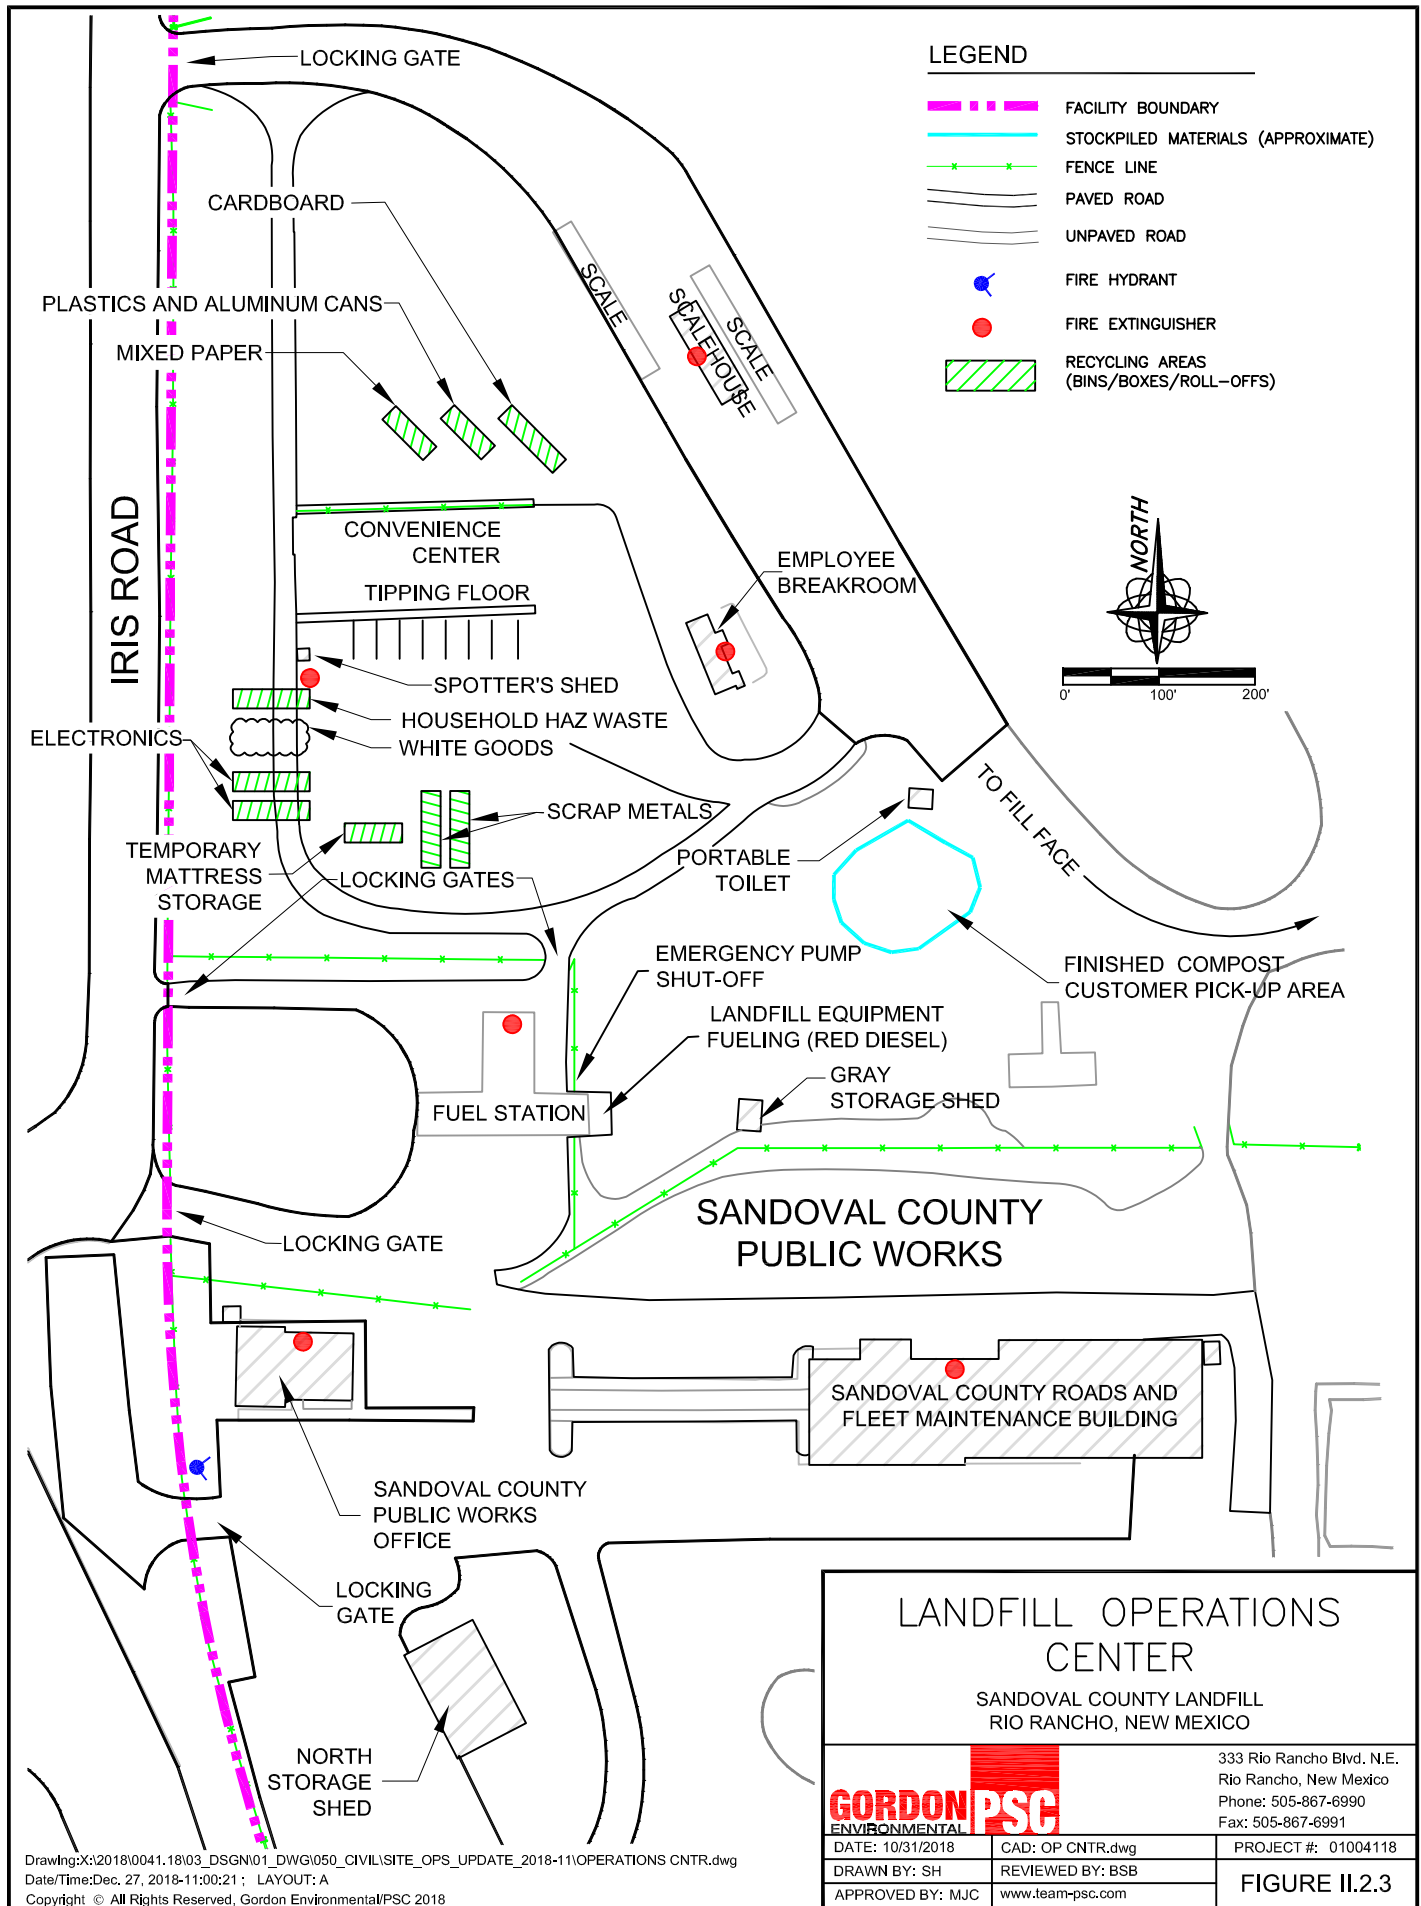 LOCKING GATE
LEGEND
FACILITY BOUNDARY
STOCKPILED MATERIALS (APPROXIMATE)
FENCE LINE
PAVED ROAD
UNPAVED ROAD
FIRE HYDRANT
FIRE EXTINGUISHER
RECYCLING AREAS
(BINS/BOXES/ROLL-OFFS)
CARDBOARD
PLASTICS AND ALUMINUM CANS
MIXED PAPER
SCALE
SCALEHOUSE
SCALE
IRIS ROAD
CONVENIENCE
CENTER
TIPPING FLOOR
EMPLOYEE
BREAKROOM
NORTH
0'
100'
200'
SPOTTER'S SHED
HOUSEHOLD HAZ WASTE
WHITE GOODS
ELECTRONICS
SCRAP METALS
TEMPORARY
MATTRESS
STORAGE
LOCKING GATES
PORTABLE
TOILET
TO FILL FACE
EMERGENCY PUMP
SHUT-OFF
FINISHED COMPOST
CUSTOMER PICK-UP AREA
LANDFILL EQUIPMENT
FUELING (RED DIESEL)
GRAY
STORAGE SHED
FUEL STATION
SANDOVAL COUNTY
PUBLIC WORKS
LOCKING GATE
SANDOVAL COUNTY ROADS AND
FLEET MAINTENANCE BUILDING
SANDOVAL COUNTY
PUBLIC WORKS
OFFICE
LOCKING
GATE
NORTH
STORAGE
SHED
LANDFILL OPERATIONS
CENTER
SANDOVAL COUNTY LANDFILL
RIO RANCHO, NEW MEXICO
GORDON
ENVIRONMENTAL
PSC
333 Rio Rancho Blvd. N.E.
Rio Rancho, New Mexico
Phone: 505-867-6990
Fax: 505-867-6991
DATE: 10/31/2018
CAD: OP CNTR.dwg
PROJECT #: 01004118
DRAWN BY: SH
REVIEWED BY: BSB
APPROVED BY: MJC
www.team-psc.com
FIGURE II.2.3
Drawing:X:\2018\0041.18\03_DSGN\01_DWG\050_CIVIL\SITE_OPS_UPDATE_2018-11\OPERATIONS CNTR.dwg
Date/Time:Dec. 27, 2018-11:00:21 ; LAYOUT: A
Copyright © All Rights Reserved, Gordon Environmental/PSC 2018